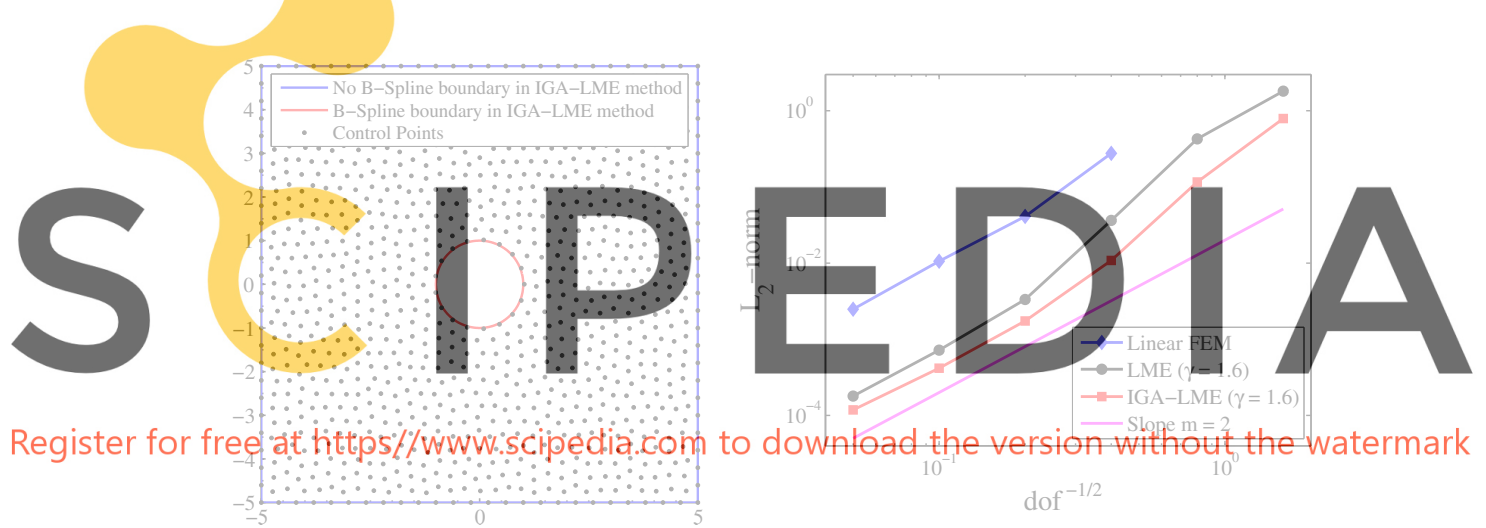 No B−Spline boundary in IGA−LME method
B−Spline boundary in IGA−LME method
Control Points
5
4
3
2
1
0
−1
−2
−3
−4
−5
−5 0 5
10^0
10^-2
10^-4
L2−norm
Linear FEM
LME (γ = 1.6)
IGA−LME (γ = 1.6)
Slope m = 2
10^-1 10^0
dof^-1/2
SCIPEDIA
Register for free at https//www.scipedia.com to download the version without the watermark